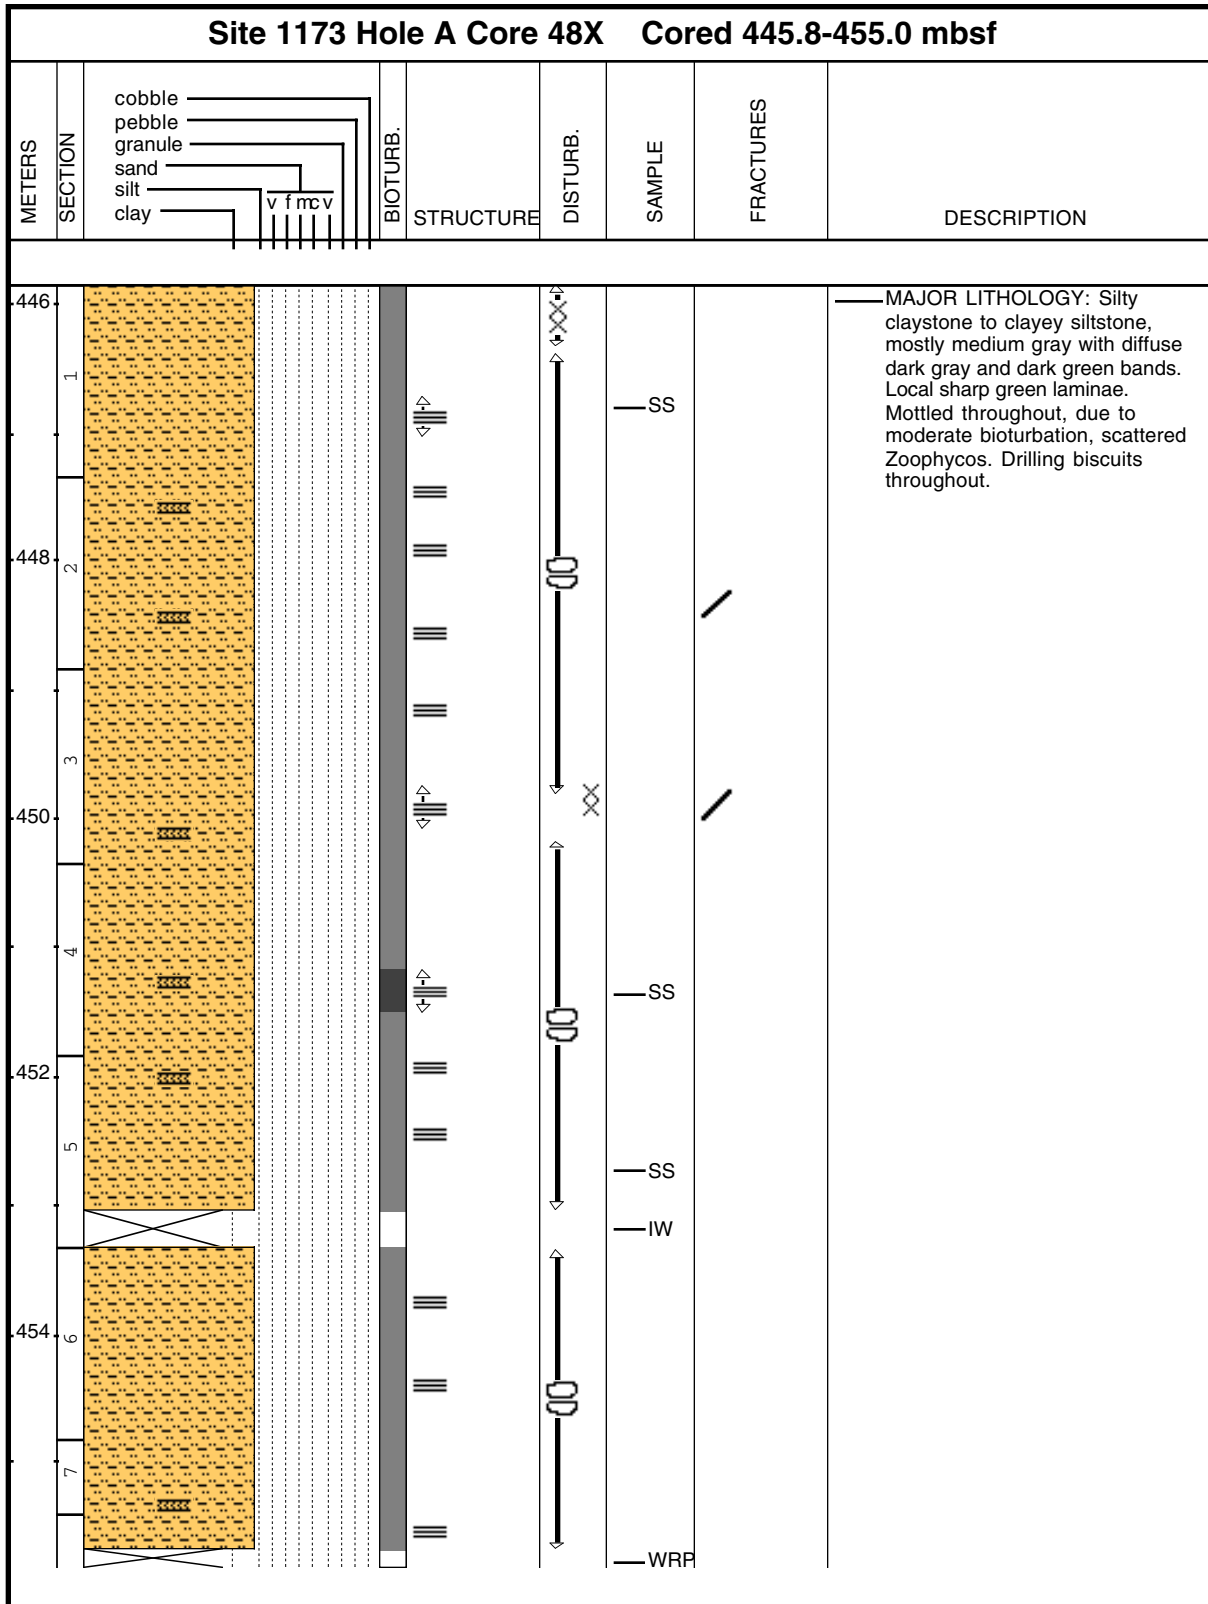 Site 1173 Hole A Core 48X    Cored 445.8-455.0 mbsf
METERS
SECTION
cobble
pebble
granule
sand
silt
clay
v f m c v
BIOTURB.
STRUCTURE
DISTURB.
SAMPLE
FRACTURES
DESCRIPTION
446
448
450
452
454
1
2
3
4
5
6
7
SS
SS
SS
IW
WRP
MAJOR LITHOLOGY: Silty
claystone to clayey siltstone,
mostly medium gray with diffuse
dark gray and dark green bands.
Local sharp green laminae.
Mottled throughout, due to
moderate bioturbation, scattered
Zoophycos. Drilling biscuits
throughout.